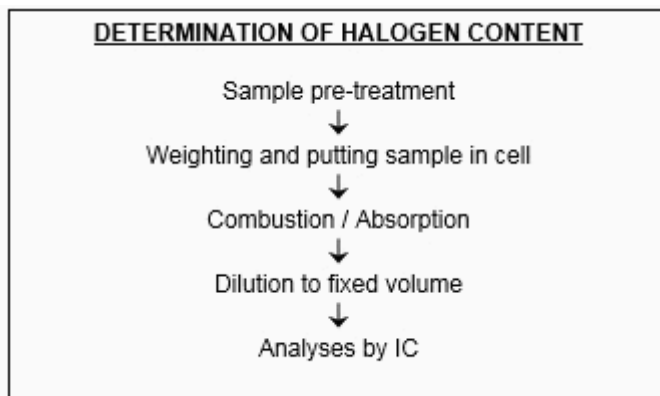 DETERMINATION OF HALOGEN CONTENT
Sample pre-treatment
↓
Weighting and putting sample in cell
↓
Combustion / Absorption
↓
Dilution to fixed volume
↓
Analyses by IC